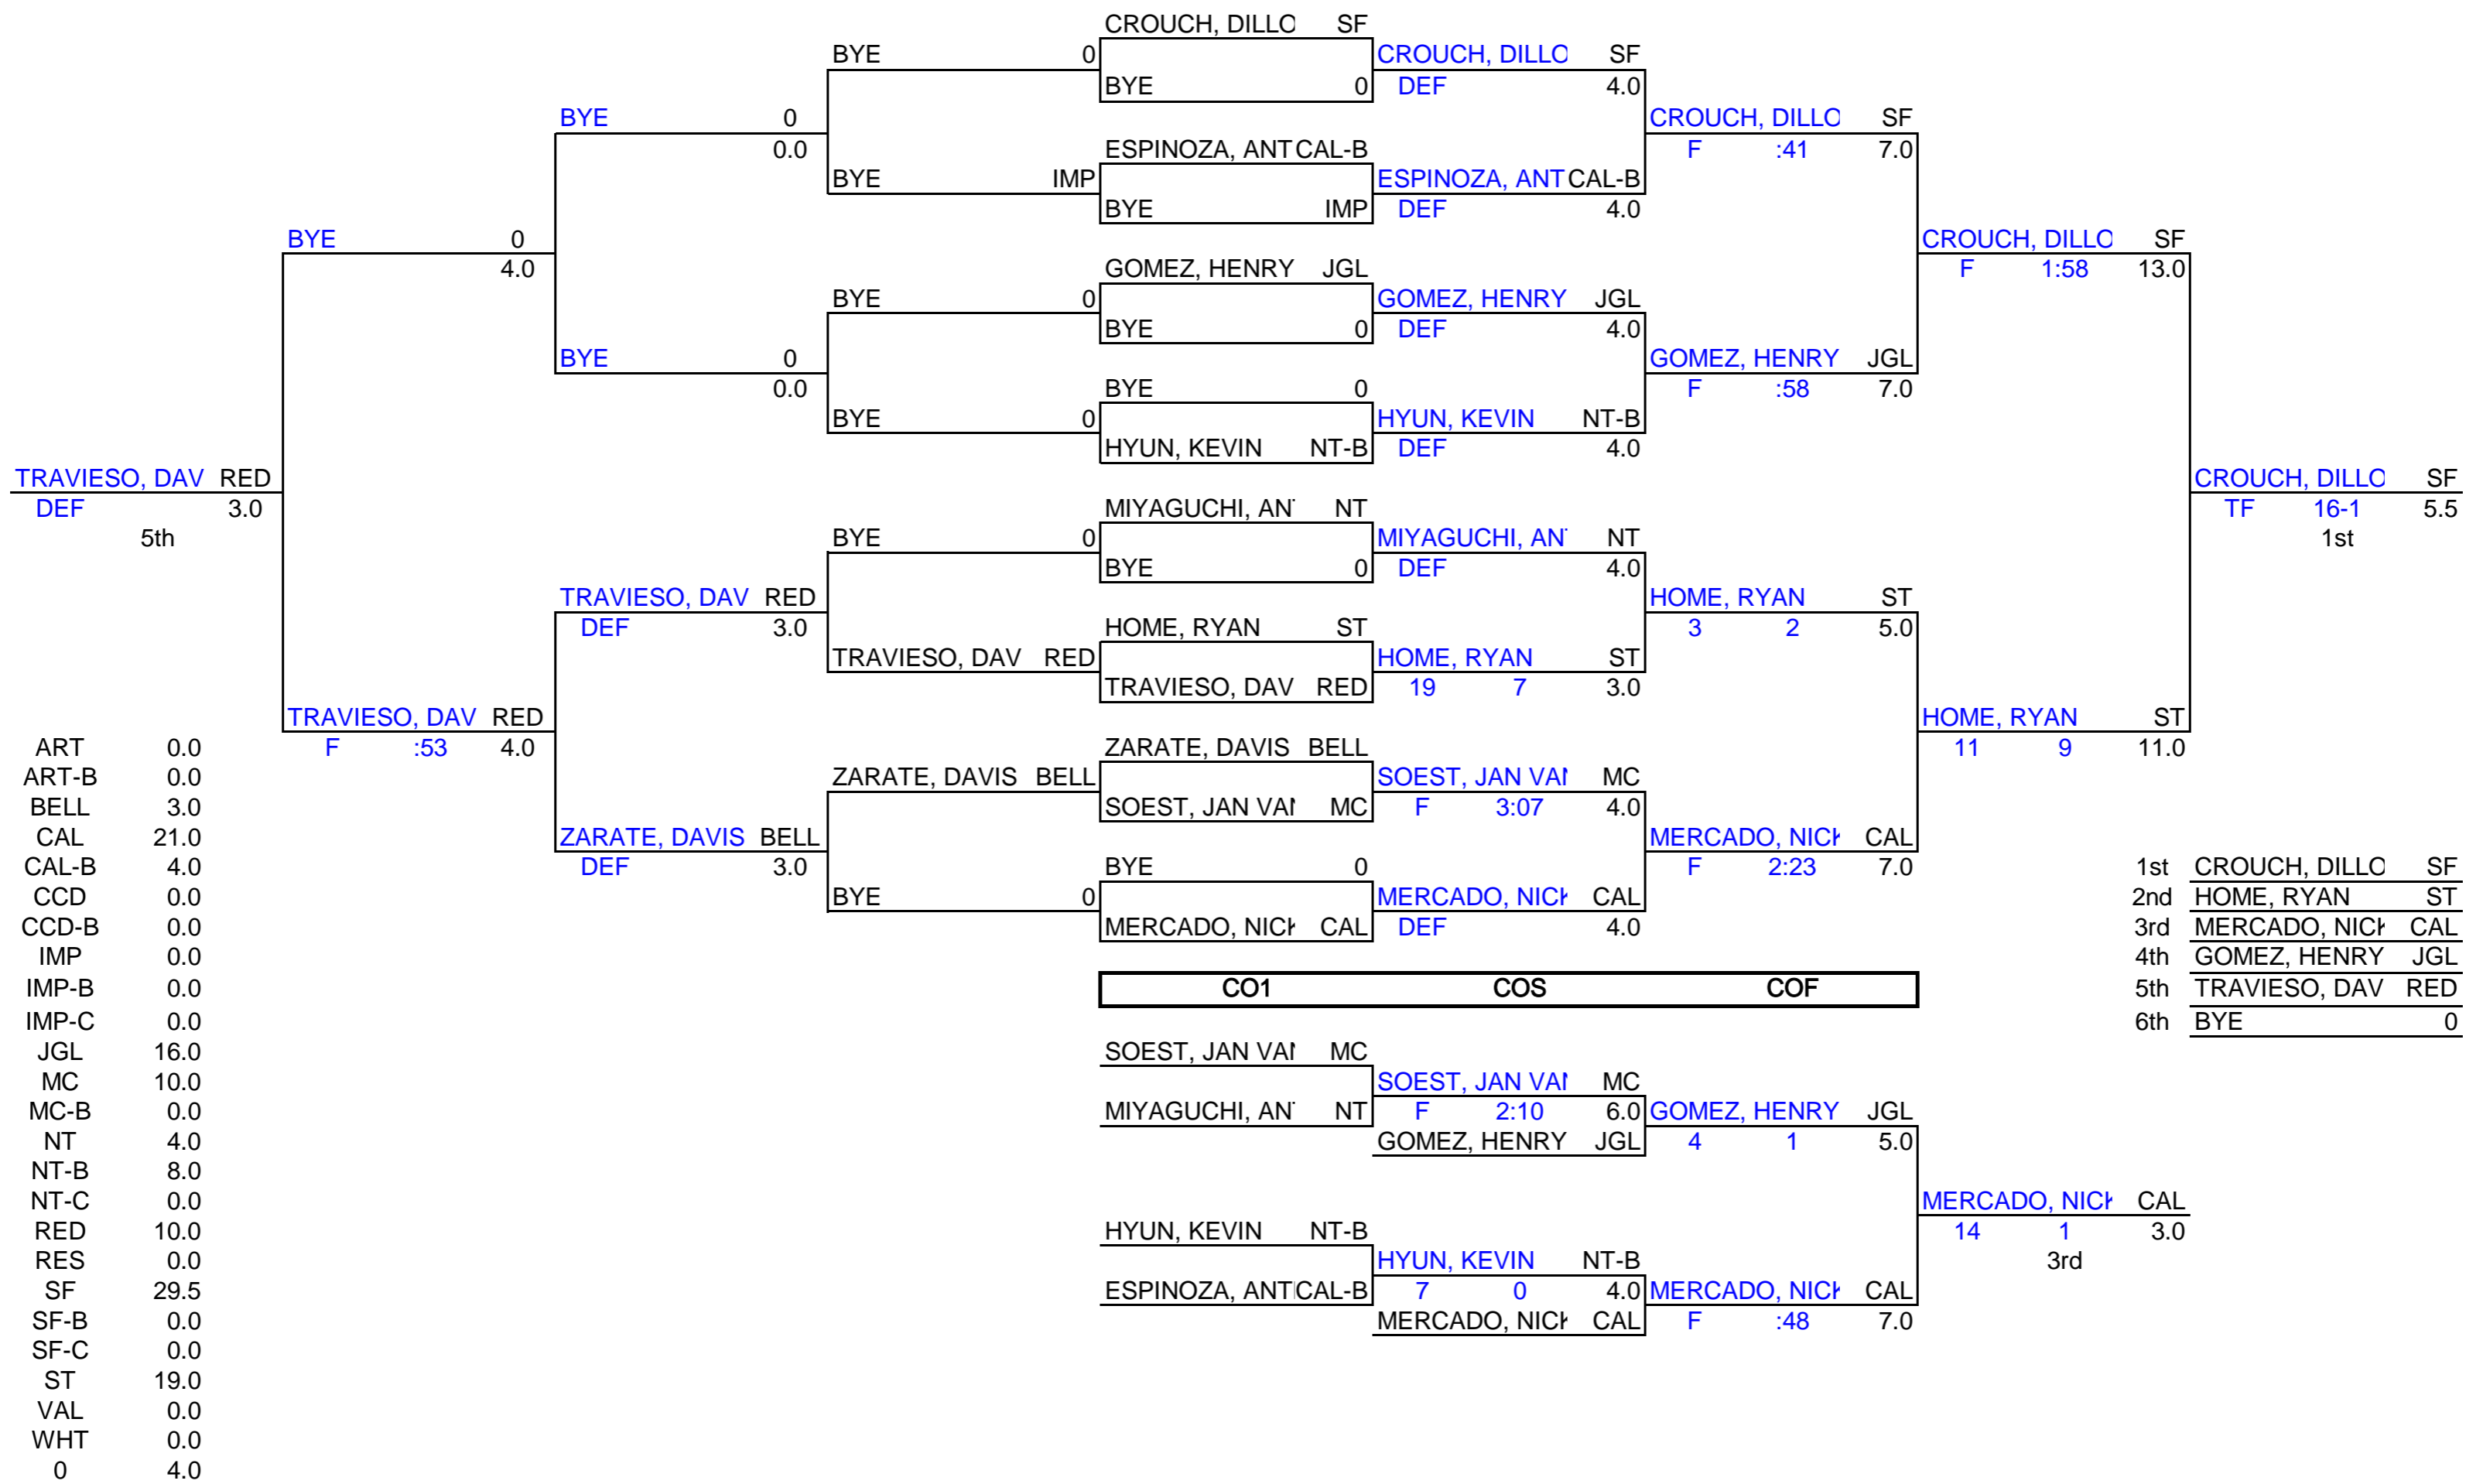 CROUCH, DILLO SF
BYE 0 CROUCH, DILLO SF
BYE 0 DEF 4.0
BYE 0 CROUCH, DILLO SF
0.0 ESPINOZA, ANT CAL-B F :41 7.0
BYE IMP ESPINOZA, ANT CAL-B
BYE IMP DEF 4.0
BYE 0 CROUCH, DILLO SF
4.0 GOMEZ, HENRY JGL F 1:58 13.0
BYE 0 GOMEZ, HENRY JGL
BYE 0 DEF 4.0
BYE 0 GOMEZ, HENRY JGL
0.0 BYE 0 F :58 7.0
BYE 0 HYUN, KEVIN NT-B
HYUN, KEVIN NT-B DEF 4.0
TRAVIESO, DAV RED CROUCH, DILLO SF
DEF 3.0 MIYAGUCHI, AN NT TF 16-1 5.5
5th BYE 0 MIYAGUCHI, AN NT 1st
BYE 0 DEF 4.0
TRAVIESO, DAV RED HOME, RYAN ST
DEF 3.0 HOME, RYAN ST 3 2 5.0
TRAVIESO, DAV RED HOME, RYAN ST
TRAVIESO, DAV RED 19 7 3.0
TRAVIESO, DAV RED HOME, RYAN ST
ART 0.0 F :53 4.0 ZARATE, DAVIS BELL 11 9 11.0
ART-B 0.0 ZARATE, DAVIS BELL SOEST, JAN VAN MC
BELL 3.0 SOEST, JAN VAN MC F 3:07 4.0
CAL 21.0 ZARATE, DAVIS BELL MERCADO, NICK CAL
CAL-B 4.0 DEF 3.0 BYE 0 F 2:23 7.0 1st CROUCH, DILLO SF
CCD 0.0 BYE 0 MERCADO, NICK CAL 2nd HOME, RYAN ST
CCD-B 0.0 MERCADO, NICK CAL DEF 4.0 3rd MERCADO, NICK CAL
IMP 0.0 4th GOMEZ, HENRY JGL
IMP-B 0.0 CO1 COS COF 5th TRAVIESO, DAV RED
IMP-C 0.0 6th BYE 0
JGL 16.0 SOEST, JAN VAN MC
MC 10.0 SOEST, JAN VAN MC
MC-B 0.0 MIYAGUCHI, AN NT F 2:10 6.0 GOMEZ, HENRY JGL
NT 4.0 GOMEZ, HENRY JGL 4 1 5.0
NT-B 8.0
NT-C 0.0 MERCADO, NICK CAL
RED 10.0 HYUN, KEVIN NT-B 14 1 3.0
RES 0.0 HYUN, KEVIN NT-B 3rd
SF 29.5 ESPINOZA, ANT CAL-B 7 0 4.0 MERCADO, NICK CAL
SF-B 0.0 MERCADO, NICK CAL F :48 7.0
SF-C 0.0
ST 19.0
VAL 0.0
WHT 0.0
0 4.0